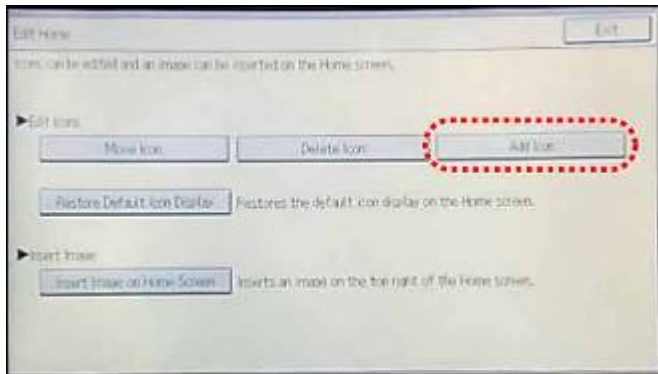 Edit Home
Exit
Icons can be edited and an image can be inserted on the Home screen.
▶Edit Icons
Move Icon
Delete Icon
Add Icon
Restore Default Icon Display
Restores the default icon display on the Home screen.
▶Insert Image
Insert Image on Home Screen
Inserts an image on the top right of the Home screen.